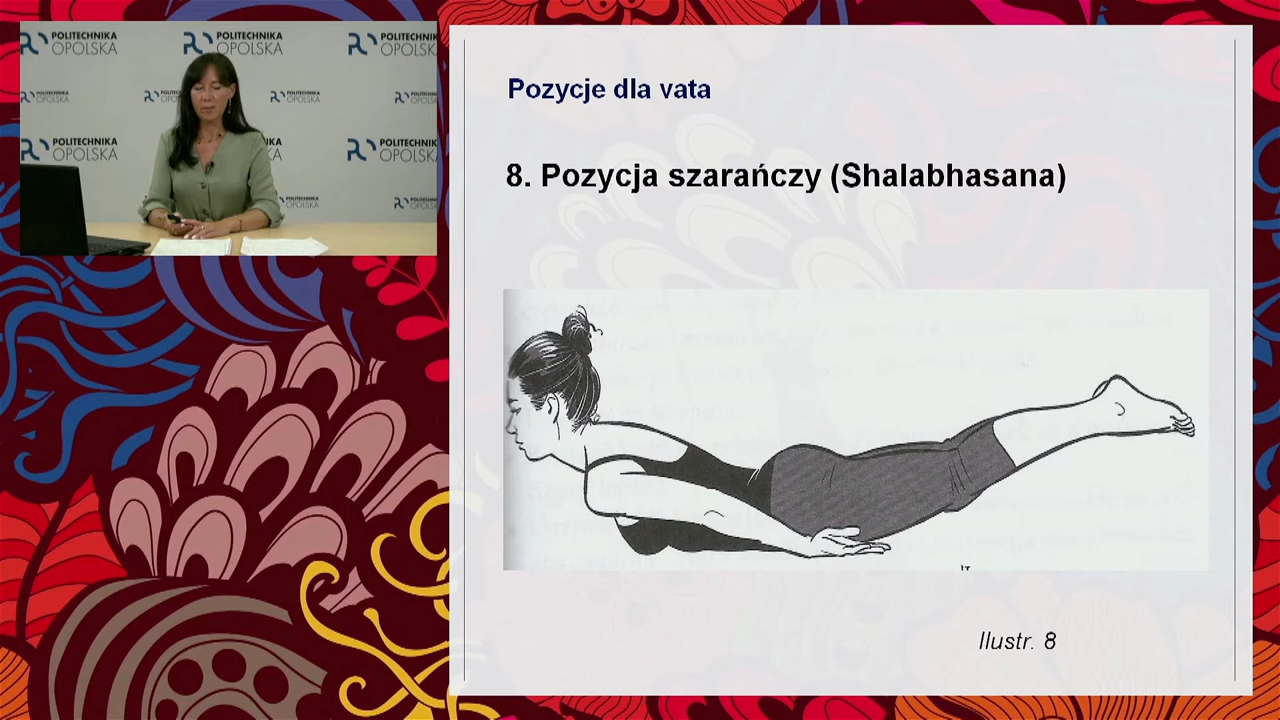 POLITECHNIKA
OPOLSKA
POLITECHNIKA
OPOLSKA
POLITECHNIKA
OPOLSKA
POLITECHNIKA
OPOLSKA
POLITECHNIKA
OPOLSKA
Pozycje dla vata
8. Pozycja szarańczy (Shalabhasana)
Ilustr. 8